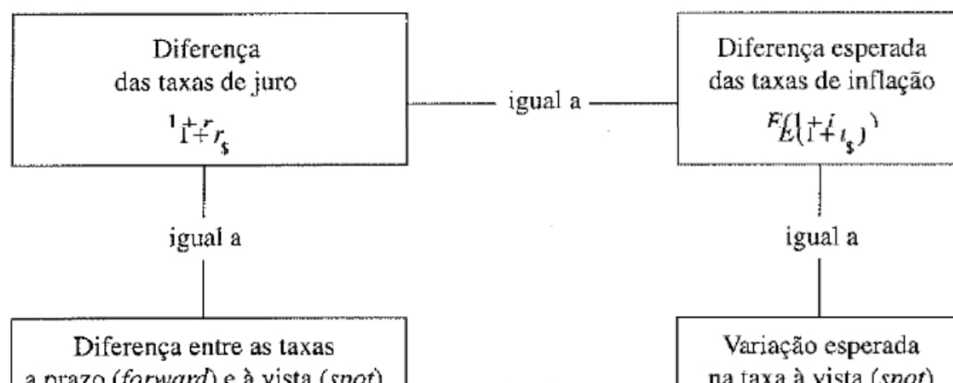 Diferença
das taxas de juro
Diferença esperada
das taxas de inflação
igual a
igual a
igual a
Diferença entre as taxas
a prazo (forward) e à vista (spot)
Variação esperada
na taxa à vista (spot)